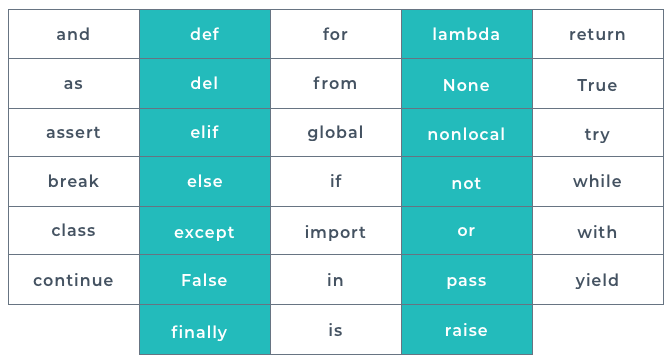 and def for lambda return
as del from None True
assert elif global nonlocal try
break else if not while
class except import or with
continue False in pass yield
finally is raise